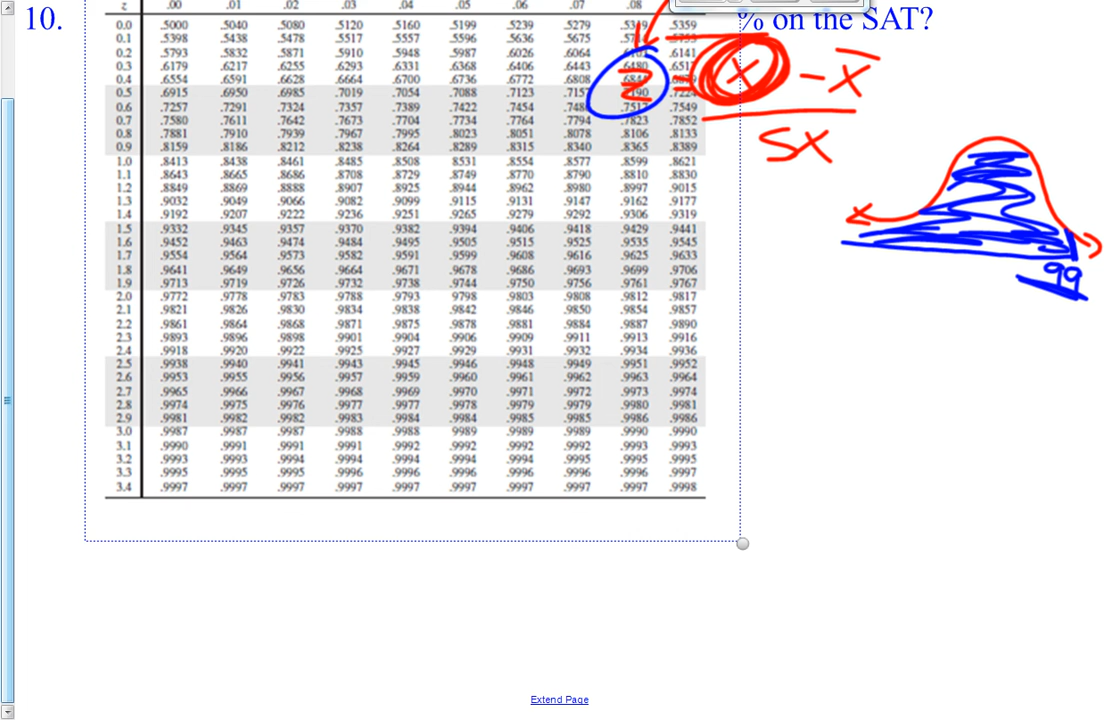 10.
% on the SAT?
z .00 .01 .02 .03 .04 .05 .06 .07 .08
0.0 .5000 .5040 .5080 .5120 .5160 .5199 .5239 .5279 .5359
0.1 .5398 .5438 .5478 .5517 .5557 .5596 .5636 .5675
0.2 .5793 .5832 .5871 .5910 .5948 .5987 .6026 .6064 .6141
0.3 .6179 .6217 .6255 .6293 .6331 .6368 .6406 .6443 .6480
0.4 .6554 .6591 .6628 .6664 .6700 .6736 .6772 .6808
0.5 .6915 .6950 .6985 .7019 .7054 .7088 .7123
0.6 .7257 .7291 .7324 .7357 .7389 .7422 .7454 .7549
0.7 .7580 .7611 .7642 .7673 .7704 .7734 .7764 .7794 .7823 .7852
0.8 .7881 .7910 .7939 .7967 .7995 .8023 .8051 .8078 .8106 .8133
0.9 .8159 .8186 .8212 .8238 .8264 .8289 .8315 .8340 .8365 .8389
1.0 .8413 .8438 .8461 .8485 .8508 .8531 .8554 .8577 .8599 .8621
1.1 .8643 .8665 .8686 .8708 .8729 .8749 .8770 .8790 .8810 .8830
1.2 .8849 .8869 .8888 .8907 .8925 .8944 .8962 .8980 .8997 .9015
1.3 .9032 .9049 .9066 .9082 .9099 .9115 .9131 .9147 .9162 .9177
1.4 .9192 .9207 .9222 .9236 .9251 .9265 .9279 .9292 .9306 .9319
1.5 .9332 .9345 .9357 .9370 .9382 .9394 .9406 .9418 .9429 .9441
1.6 .9452 .9463 .9474 .9484 .9495 .9505 .9515 .9525 .9535 .9545
1.7 .9554 .9564 .9573 .9582 .9591 .9599 .9608 .9616 .9625 .9633
1.8 .9641 .9649 .9656 .9664 .9671 .9678 .9686 .9693 .9699 .9706
1.9 .9713 .9719 .9726 .9732 .9738 .9744 .9750 .9756 .9761 .9767
2.0 .9772 .9778 .9783 .9788 .9793 .9798 .9803 .9808 .9812 .9817
2.1 .9821 .9826 .9830 .9834 .9838 .9842 .9846 .9850 .9854 .9857
2.2 .9861 .9864 .9868 .9871 .9875 .9878 .9881 .9884 .9887 .9890
2.3 .9893 .9896 .9898 .9901 .9904 .9906 .9909 .9911 .9913 .9916
2.4 .9918 .9920 .9922 .9925 .9927 .9929 .9931 .9932 .9934 .9936
2.5 .9938 .9940 .9941 .9943 .9945 .9946 .9948 .9949 .9951 .9952
2.6 .9953 .9955 .9956 .9957 .9959 .9960 .9961 .9962 .9963 .9964
2.7 .9965 .9966 .9967 .9968 .9969 .9970 .9971 .9972 .9973 .9974
2.8 .9974 .9975 .9976 .9977 .9977 .9978 .9979 .9979 .9980 .9981
2.9 .9981 .9982 .9982 .9983 .9984 .9984 .9985 .9985 .9986 .9986
3.0 .9987 .9987 .9987 .9988 .9988 .9989 .9989 .9989 .9990 .9990
3.1 .9990 .9991 .9991 .9991 .9992 .9992 .9992 .9992 .9993 .9993
3.2 .9993 .9993 .9994 .9994 .9994 .9994 .9994 .9995 .9995 .9995
3.3 .9995 .9995 .9995 .9996 .9996 .9996 .9996 .9996 .9996 .9997
3.4 .9997 .9997 .9997 .9997 .9997 .9997 .9997 .9997 .9997 .9998
z = x - x̄
sx
.99
Extend Page